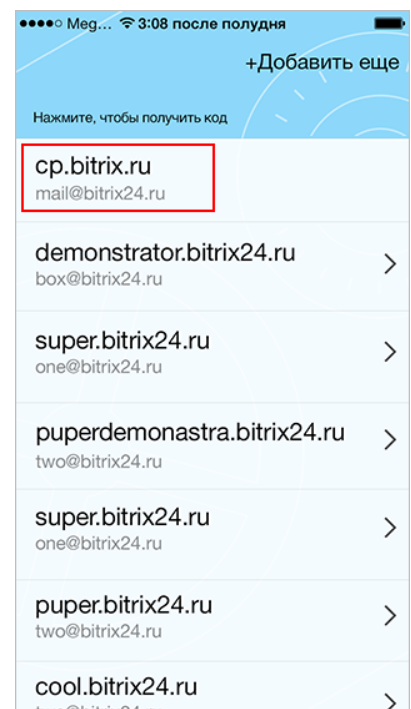 Meg... 3:08 после полудня
+Добавить еще
Нажмите, чтобы получить код
cp.bitrix.ru
mail@bitrix24.ru
demonstrator.bitrix24.ru
box@bitrix24.ru
super.bitrix24.ru
one@bitrix24.ru
puperdemonastra.bitrix24.ru
two@bitrix24.ru
super.bitrix24.ru
one@bitrix24.ru
puper.bitrix24.ru
two@bitrix24.ru
cool.bitrix24.ru